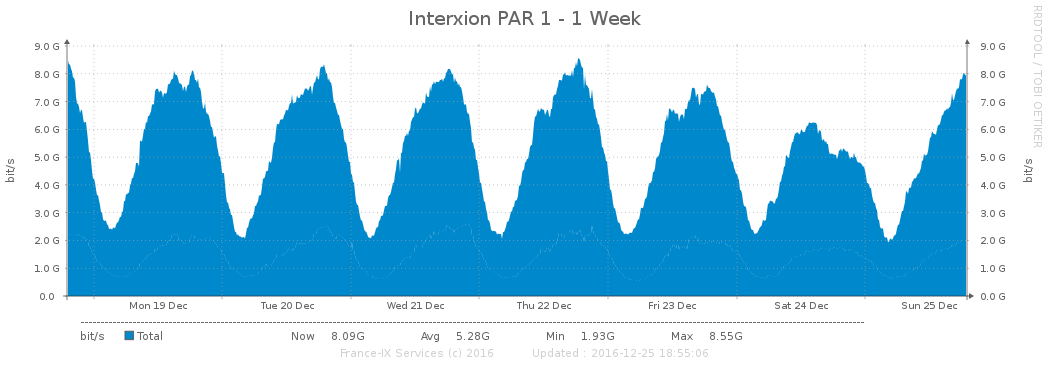 Interxion PAR 1 - 1 Week
RRDTOOL / TOBI OETIKER
bit/s
9.0 G
8.0 G
7.0 G
6.0 G
5.0 G
4.0 G
3.0 G
2.0 G
1.0 G
0.0
9.0 G
8.0 G
7.0 G
6.0 G
5.0 G
4.0 G
3.0 G
2.0 G
1.0 G
0.0 G
bit/s
Mon 19 Dec Tue 20 Dec Wed 21 Dec Thu 22 Dec Fri 23 Dec Sat 24 Dec Sun 25 Dec
bit/s Total Now 8.09G Avg 5.28G Min 1.93G Max 8.55G
France-IX Services (c) 2016 Updated : 2016-12-25 18:55:06